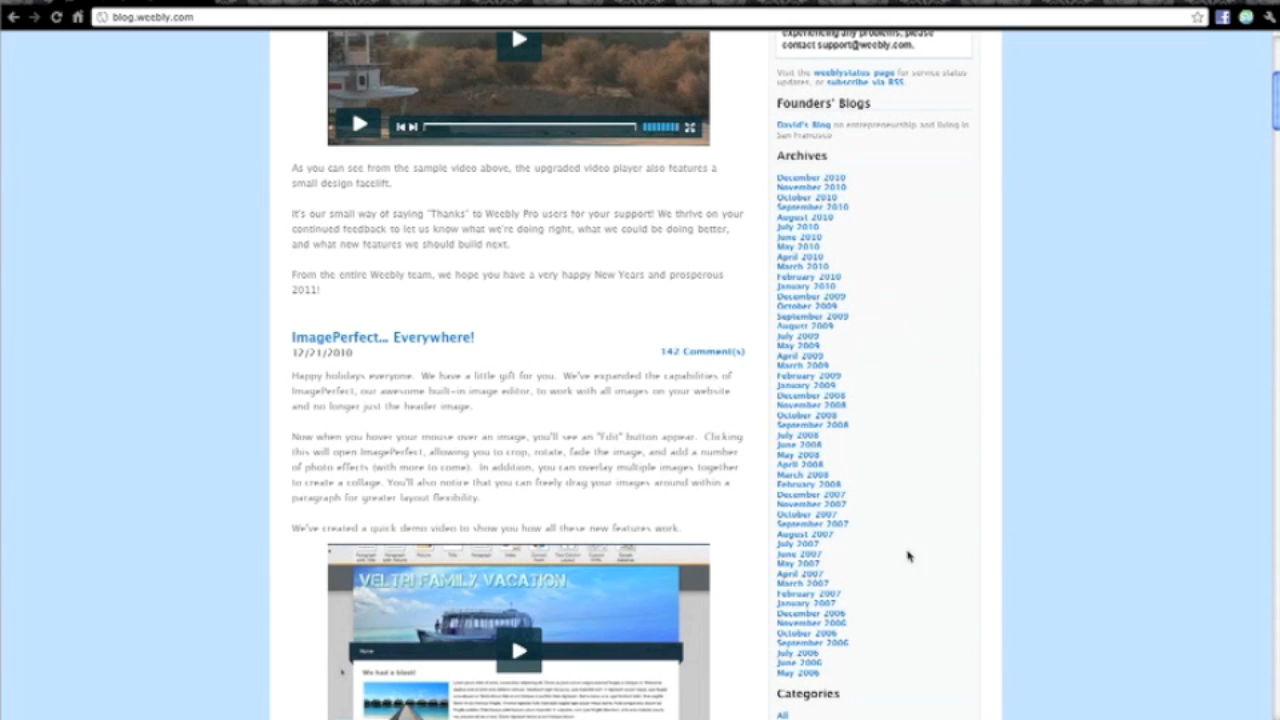 blog.weebly.com
As you can see from the sample video above, the upgraded video player also features a
small design facelift.
It's our small way of saying "Thanks" to Weebly Pro users for your support! We thrive on your
continued feedback to let us know what we're doing right, what we could be doing better,
and what new features we should build next.
From the entire Weebly team, we hope you have a very happy New Years and prosperous
2011!
ImagePerfect... Everywhere!
12/21/2010
142 Comment(s)
Happy holidays everyone. We have a little gift for you. We've expanded the capabilities of
ImagePerfect, our awesome built-in image editor, to work with all images on your website
and no longer just the header image.
Now when you hover your mouse over an image, you'll see an "Edit" button appear. Clicking
this will open ImagePerfect, allowing you to crop, rotate, fade the image, and add a number
of photo effects (with more to come). In addition, you can overlay multiple images together
to create a collage. You'll also notice that you can freely drag your images around within a
paragraph for greater layout flexibility.
We've created a quick demo video to show you how all these new features work.
VELTRI FAMILY VACATION
Home
We had a blast!
experiencing any problems, please
contact support@weebly.com.
Visit the weeblystatus page for service status
updates, or subscribe via RSS.
Founders' Blogs
David's Blog on entrepreneurship and living in
San Francisco
Archives
December 2010
November 2010
October 2010
September 2010
August 2010
July 2010
June 2010
May 2010
April 2010
March 2010
February 2010
January 2010
December 2009
October 2009
September 2009
August 2009
July 2009
May 2009
April 2009
March 2009
February 2009
January 2009
December 2008
November 2008
October 2008
September 2008
July 2008
June 2008
May 2008
April 2008
March 2008
February 2008
December 2007
November 2007
October 2007
September 2007
August 2007
July 2007
June 2007
May 2007
April 2007
March 2007
February 2007
January 2007
December 2006
November 2006
October 2006
September 2006
July 2006
June 2006
May 2006
Categories
All